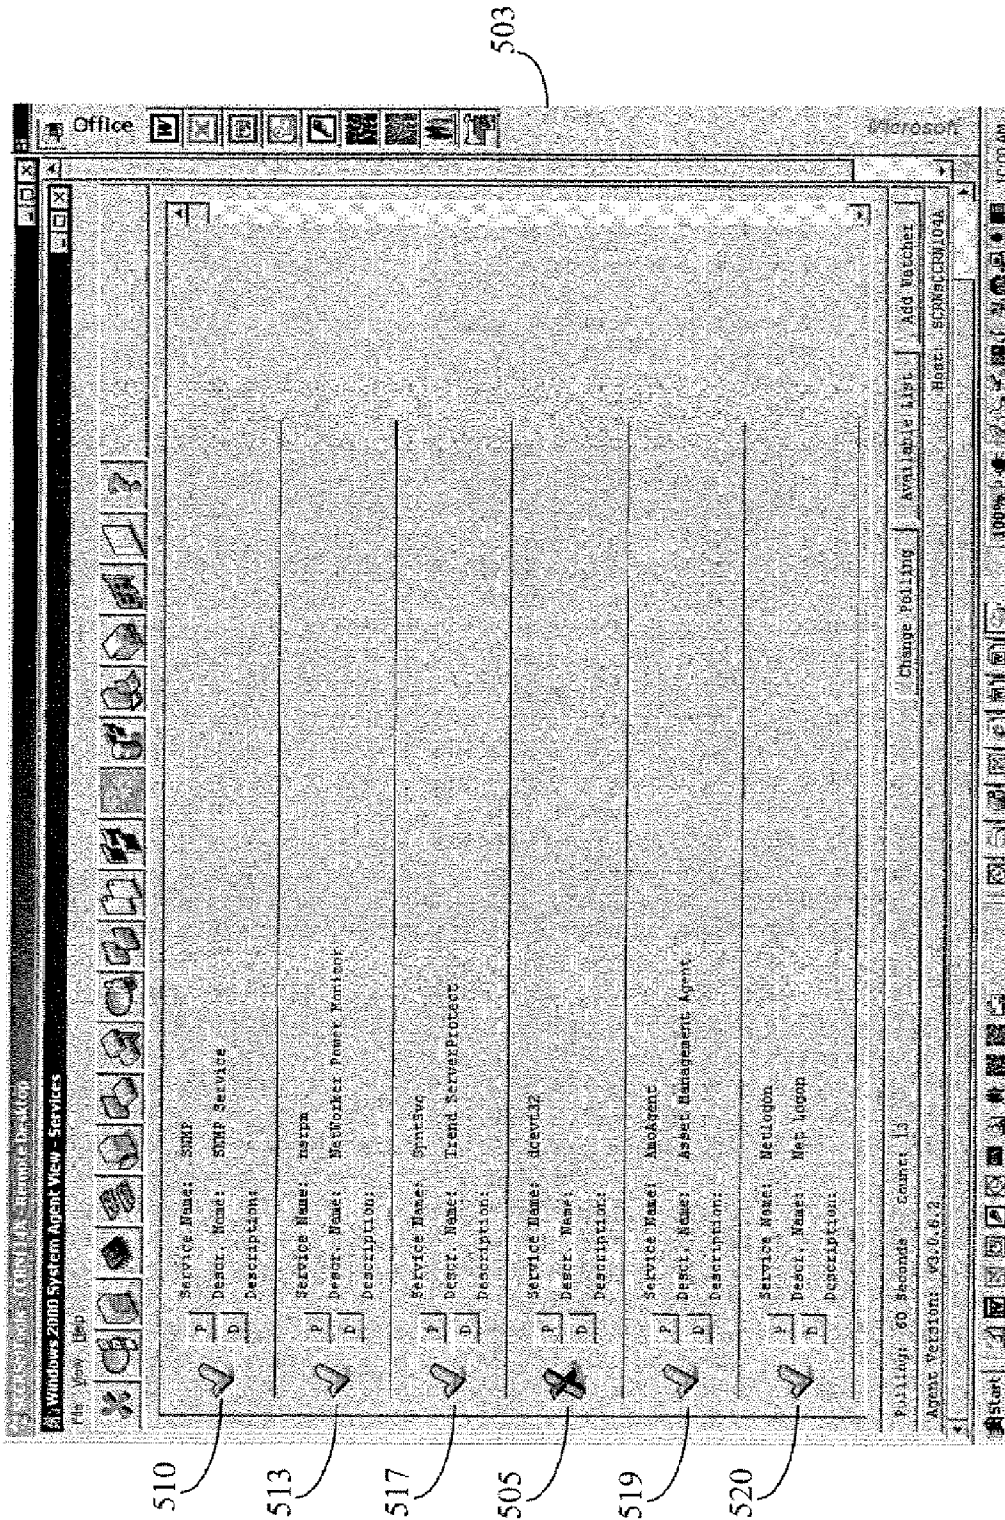 Windows 2000 System Agent View - Services
File View Help
Office
Service Name: SNMP
P
Descr. Name: SNMP Service
D
Description:
Service Name: nsrpm
P
Descr. Name: NetWorker Power Monitor
D
Description:
Service Name: SpntSvc
P
Descr. Name: Trend ServerProtect
D
Description:
Service Name: dcevt32
P
Descr. Name:
D
Description:
Service Name: AmoAgent
P
Descr. Name: Asset Management Agent
D
Description:
Service Name: Netlogon
P
Descr. Name: Net Logon
D
Description:
Polling: 60 Seconds Count: 13
Change Polling
Available List
Add Watcher
Agent Version: v3.0.6.2
Host:
Microsoft
Start
100%
510
513
517
505
519
520
503